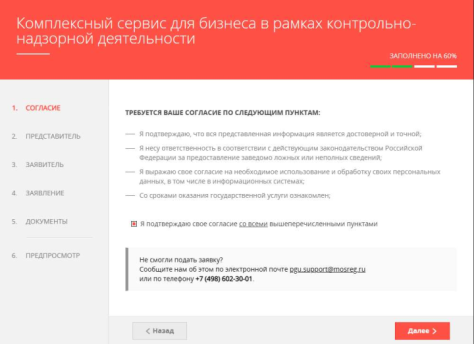 Комплексный сервис для бизнеса в рамках контрольно-
надзорной деятельности
ЗАПОЛНЕНО НА 60%
1. СОГЛАСИЕ
2. ПРЕДСТАВИТЕЛЬ
3. ЗАЯВИТЕЛЬ
4. ЗАЯВЛЕНИЕ
5. ДОКУМЕНТЫ
6. ПРЕДПРОСМОТР
ТРЕБУЕТСЯ ВАШЕ СОГЛАСИЕ ПО СЛЕДУЮЩИМ ПУНКТАМ:
— Я подтверждаю, что вся представленная информация является достоверной и точной;
— Я несу ответственность в соответствии с действующим законодательством Российской
Федерации за предоставление заведомо ложных или неполных сведений;
— Я выражаю свое согласие на необходимое использование и обработку своих персональных
данных, в том числе в информационных системах;
— Со сроками оказания государственной услуги ознакомлен;
Я подтверждаю свое согласие со всеми вышеперечисленными пунктами
Не смогли подать заявку?
Сообщите нам об этом по электронной почте pgu.support@mosreg.ru
или по телефону +7 (498) 602-30-01.
< Назад
Далее >